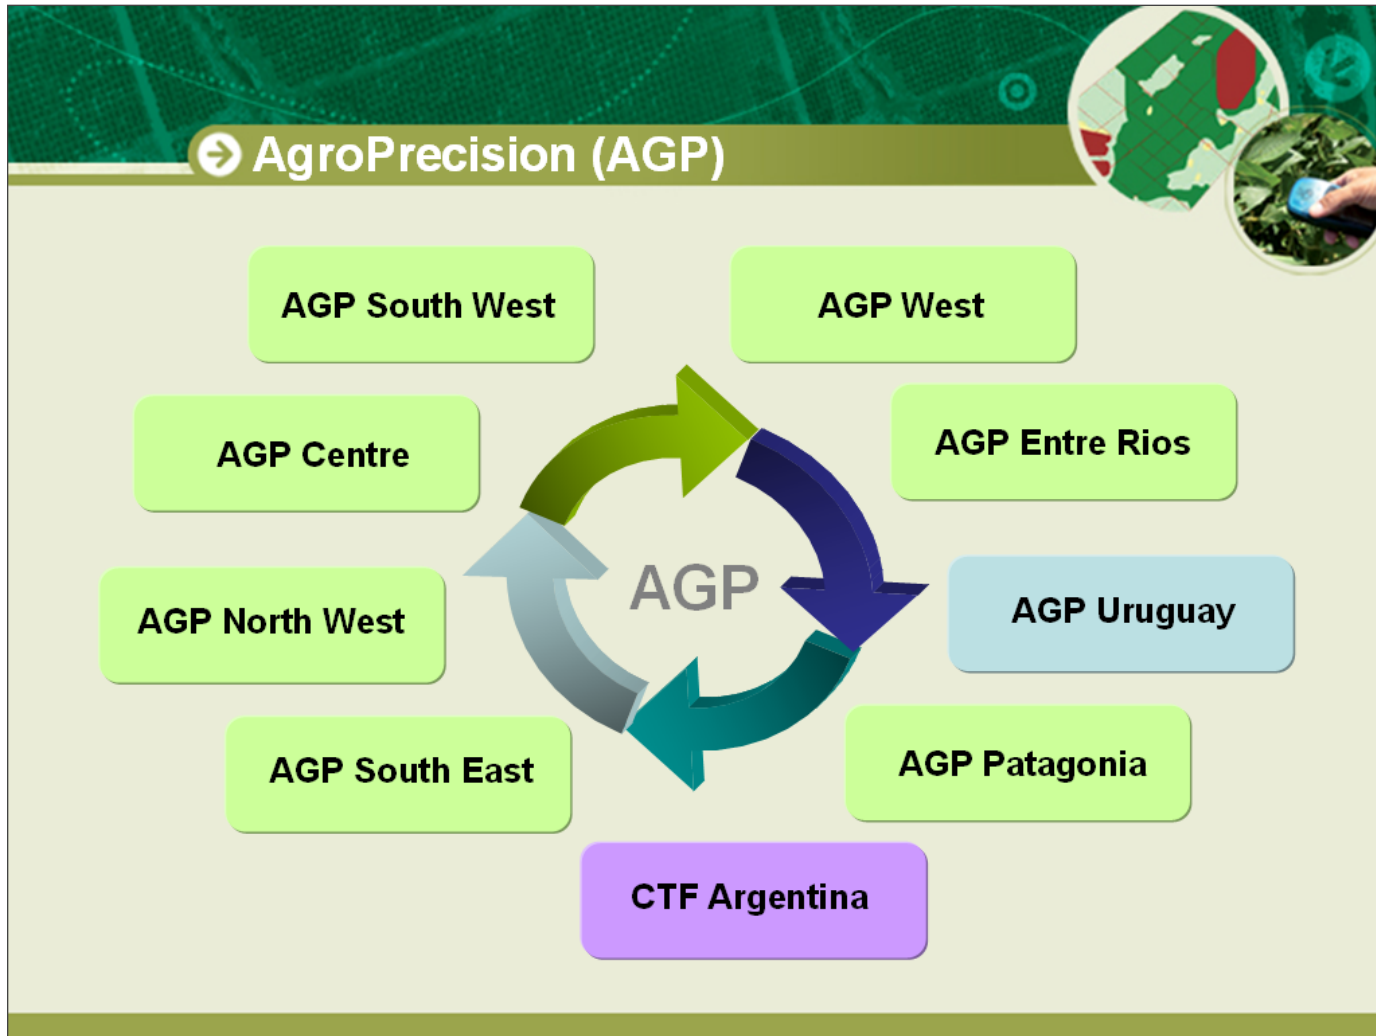 AgroPrecision (AGP)
AGP South West
AGP West
AGP Centre
AGP Entre Rios
AGP
AGP North West
AGP Uruguay
AGP South East
AGP Patagonia
CTF Argentina